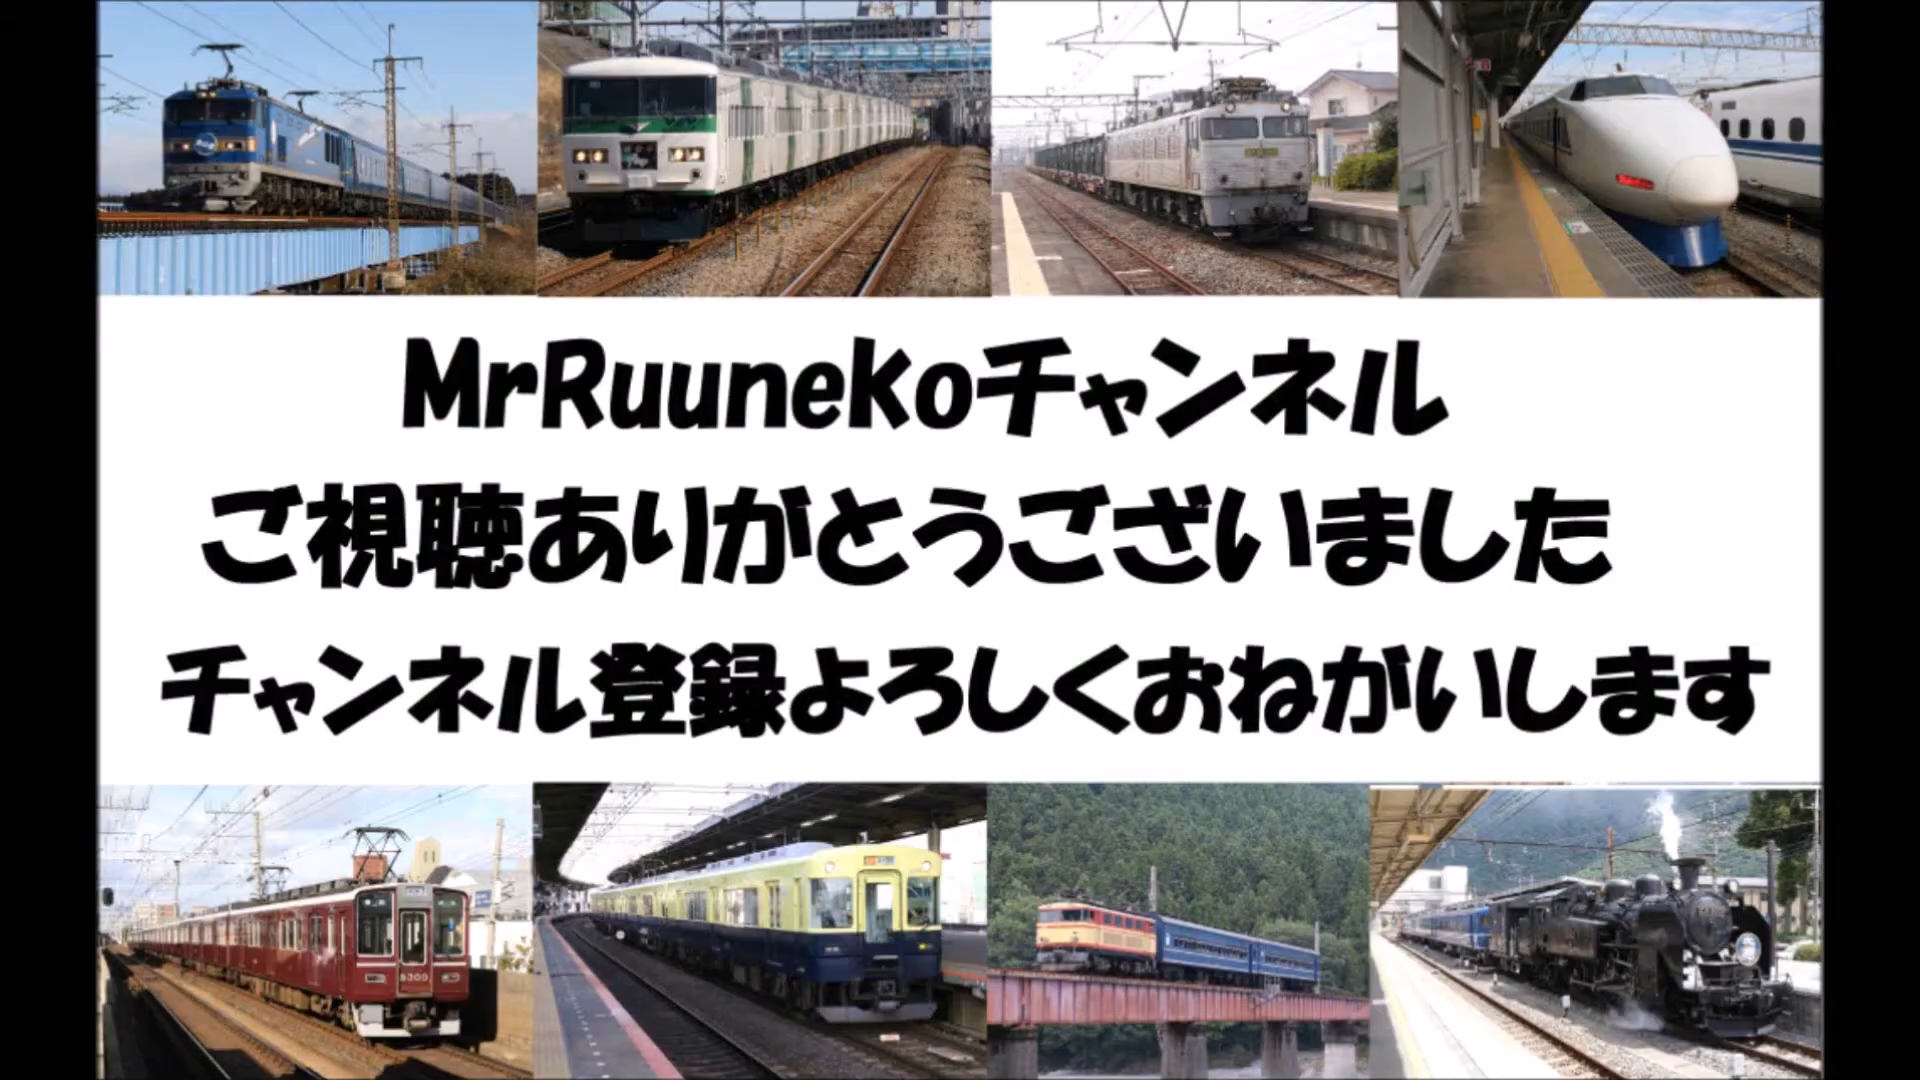 MrRuunekoチャンネル
ご視聴ありがとうございました
チャンネル登録よろしくおねがいします
8300